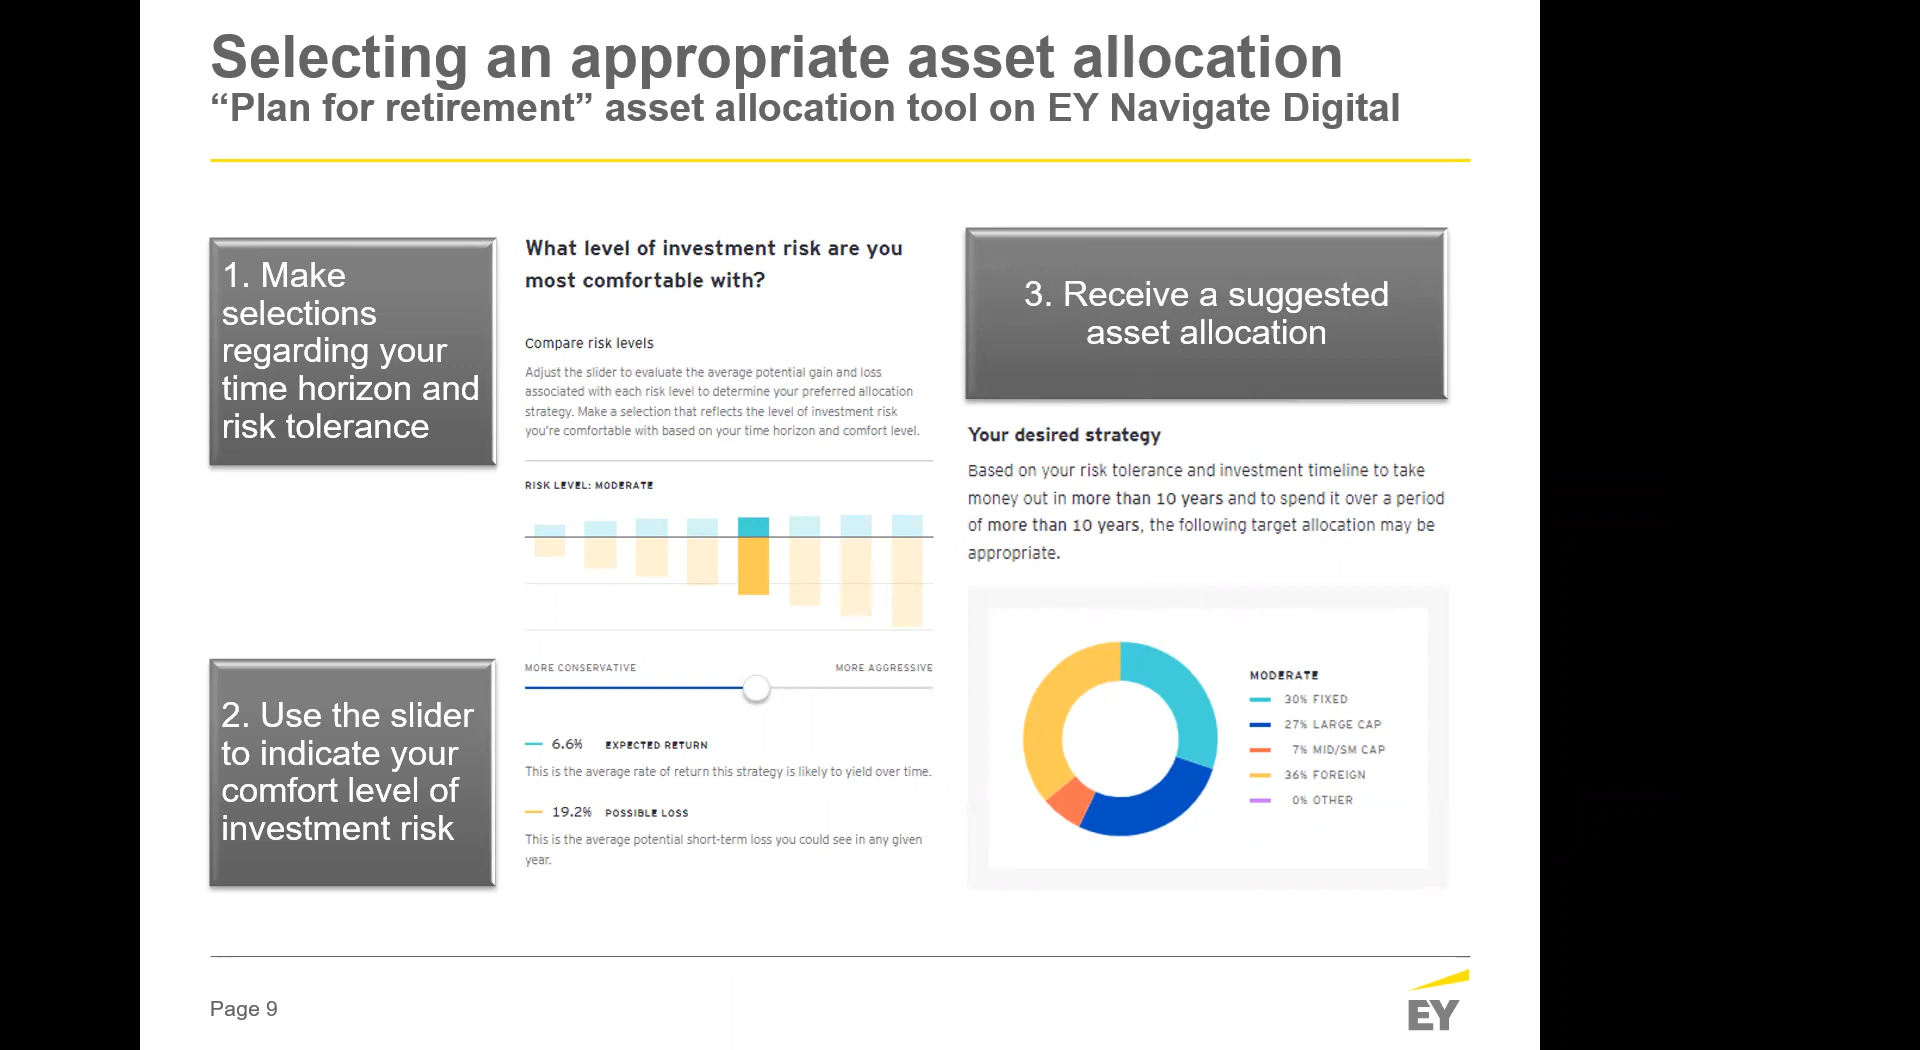 Selecting an appropriate asset allocation
“Plan for retirement” asset allocation tool on EY Navigate Digital
1. Make
selections
regarding your
time horizon and
risk tolerance
2. Use the slider
to indicate your
comfort level of
investment risk
What level of investment risk are you
most comfortable with?
Compare risk levels
Adjust the slider to evaluate the average potential gain and loss
associated with each risk level to determine your preferred allocation
strategy. Make a selection that reflects the level of investment risk
you're comfortable with based on your time horizon and comfort level.
RISK LEVEL: MODERATE
MORE CONSERVATIVE
MORE AGGRESSIVE
6.6% EXPECTED RETURN
This is the average rate of return this strategy is likely to yield over time.
19.2% POSSIBLE LOSS
This is the average potential short-term loss you could see in any given
year.
3. Receive a suggested
asset allocation
Your desired strategy
Based on your risk tolerance and investment timeline to take
money out in more than 10 years and to spend it over a period
of more than 10 years, the following target allocation may be
appropriate.
MODERATE
30% FIXED
27% LARGE CAP
7% MID/SM CAP
36% FOREIGN
0% OTHER
Page 9
EY